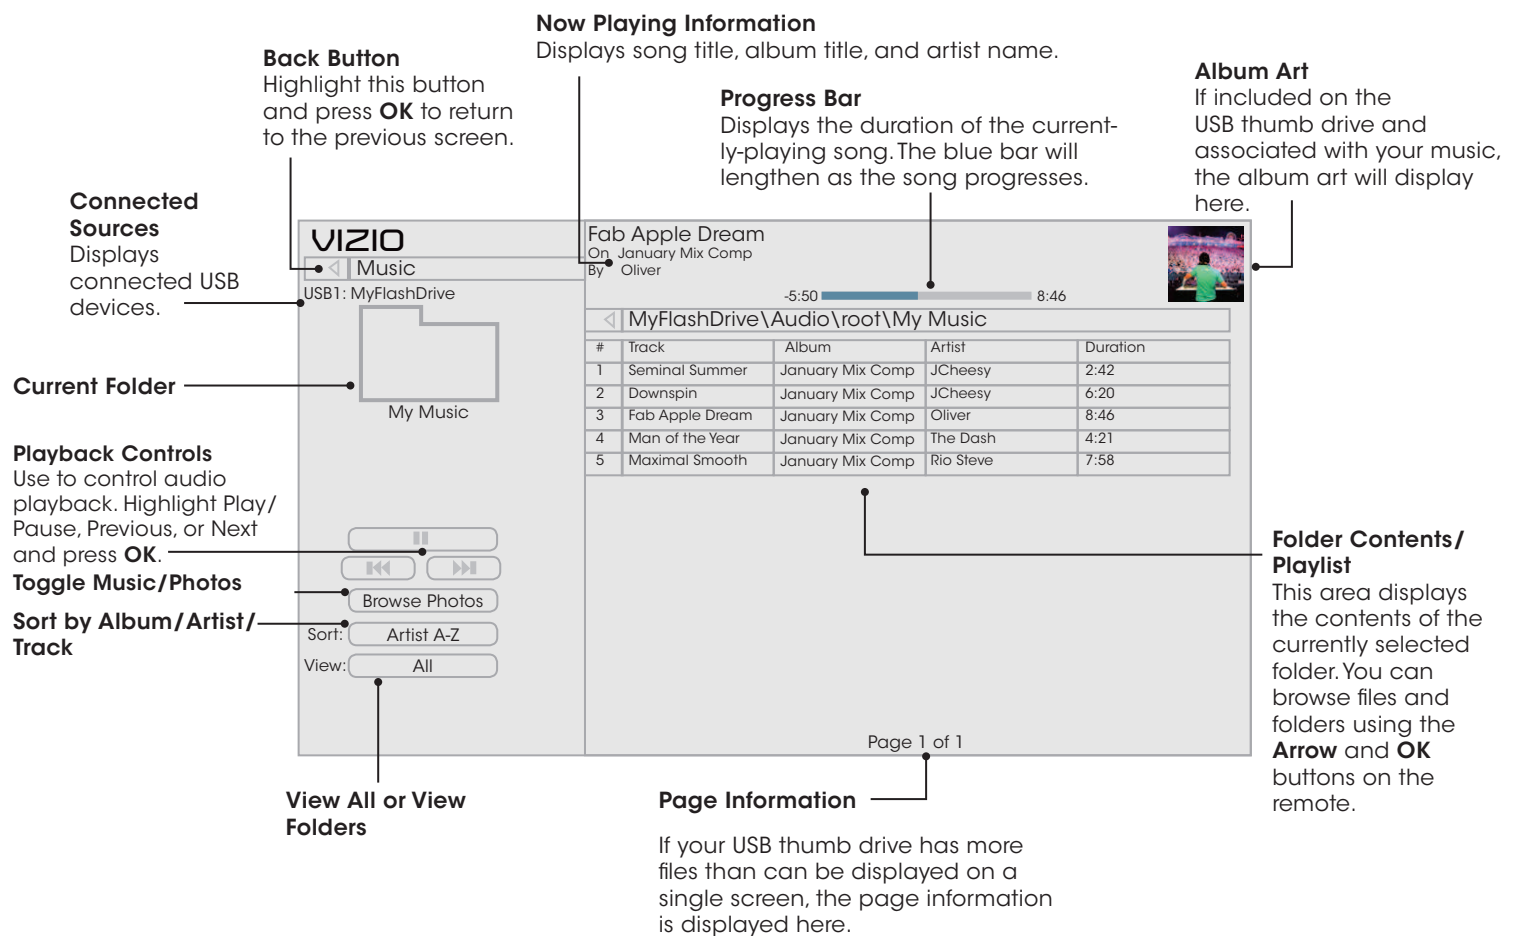 Now Playing Information
Displays song title, album title, and artist name.
Back Button
Highlight this button
and press OK to return
to the previous screen.
Progress Bar
Displays the duration of the current-
ly-playing song. The blue bar will
lengthen as the song progresses.
Album Art
If included on the
USB thumb drive and
associated with your music,
the album art will display
here.
Connected
Sources
Displays
connected USB
devices.
Current Folder
Playback Controls
Use to control audio
playback. Highlight Play/
Pause, Previous, or Next
and press OK.
Toggle Music/Photos
Sort by Album/Artist/
Track
VIZIO
Music
USB1: MyFlashDrive
My Music
Browse Photos
Sort: Artist A-Z
View: All
Fab Apple Dream
On January Mix Comp
By Oliver
-5:50 8:46
MyFlashDrive\Audio\root\My Music
# Track Album Artist Duration
1 Seminal Summer January Mix Comp JCheesy 2:42
2 Downspin January Mix Comp JCheesy 6:20
3 Fab Apple Dream January Mix Comp Oliver 8:46
4 Man of the Year January Mix Comp The Dash 4:21
5 Maximal Smooth January Mix Comp Rio Steve 7:58
Page 1 of 1
Folder Contents/
Playlist
This area displays
the contents of the
currently selected
folder. You can
browse files and
folders using the
Arrow and OK
buttons on the
remote.
View All or View
Folders
Page Information
If your USB thumb drive has more
files than can be displayed on a
single screen, the page information
is displayed here.